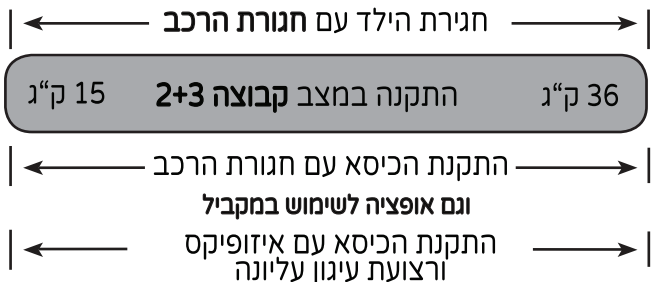 חגירת הילד עם חגורת הרכב
36 ק"ג התקנה במצב קבוצה 2+3 15 ק"ג
התקנת הכיסא עם חגורת הרכב
וגם אופציה לשימוש במקביל
התקנת הכיסא עם איזופיקס
ורצועת עיגון עליונה